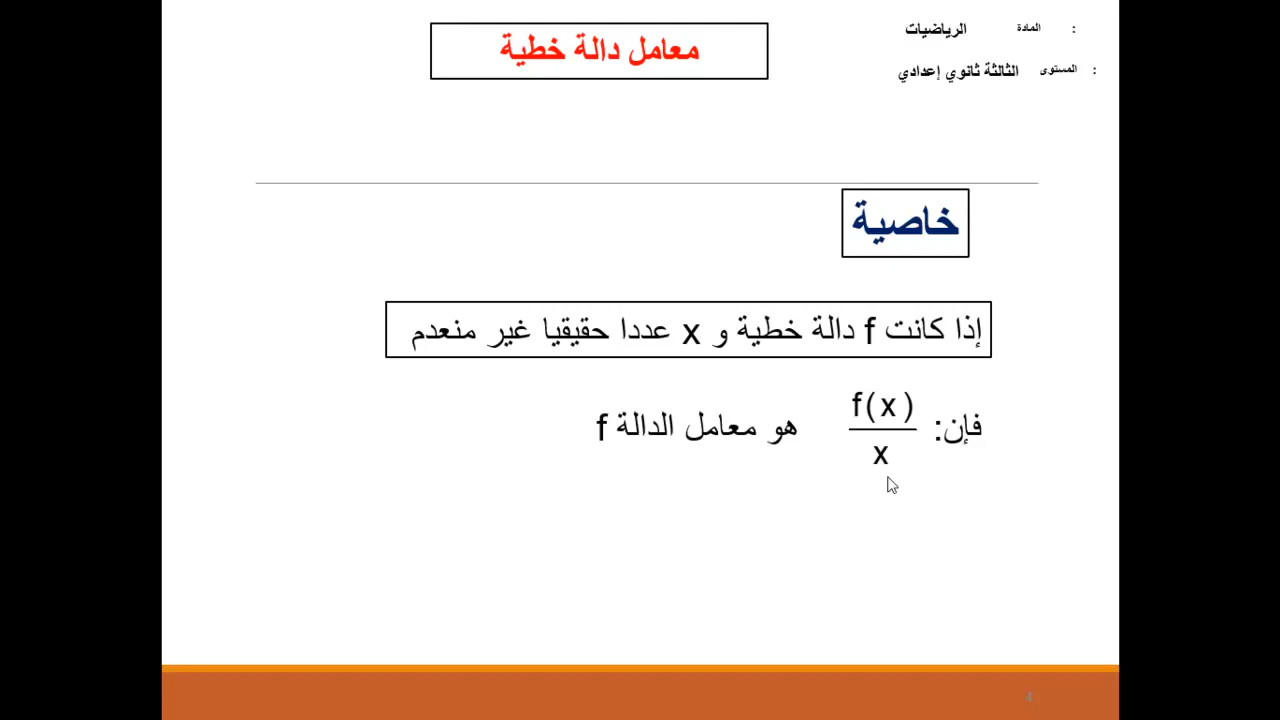 المادة : الرياضيات
المستوى : الثالثة ثانوي إعدادي
معامل دالة خطية
خاصية
إذا كانت f دالة خطية و x عددا حقيقيا غير منعدم
فإن: f(x)/x هو معامل الدالة f
4